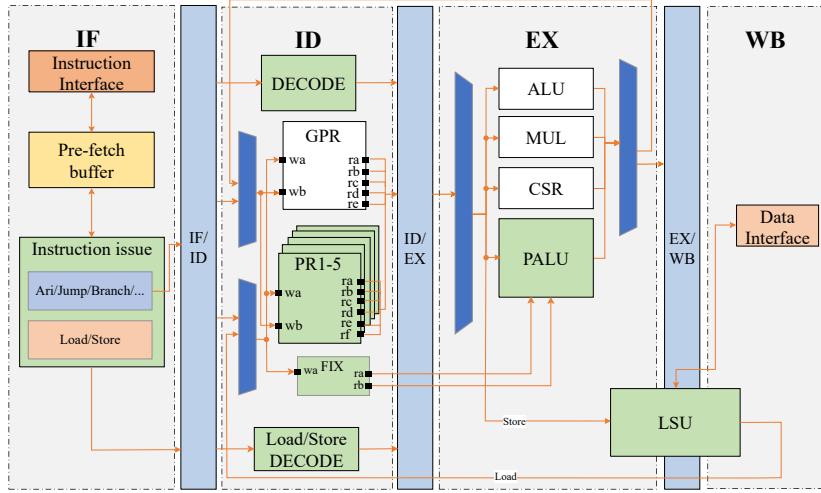 IF
ID
EX
WB
Instruction
Interface
Pre-fetch
buffer
Instruction issue
Ari/Jump/Branch/...
Load/Store
IF/
ID
DECODE
GPR
wa
wb
ra
rb
rc
rd
re
PR1-5
wa
wb
ra
rb
rc
rd
re
rf
FIX
wa
ra
rb
Load/Store
DECODE
ID/
EX
ALU
MUL
CSR
PALU
Store
Load
EX/
WB
Data
Interface
LSU